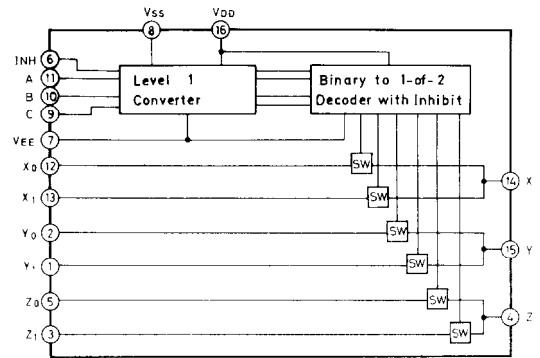 VSS VDD
8 16
INH 6
A 11
B 10
C 9
VEE 7
Level 1
Converter
Binary to 1-of-2
Decoder with Inhibit
X0 12
SW
X1 13
SW
14 X
Y0 2
SW
15 Y
Y1 1
SW
Z0 5
SW
4 Z
Z1 3
SW